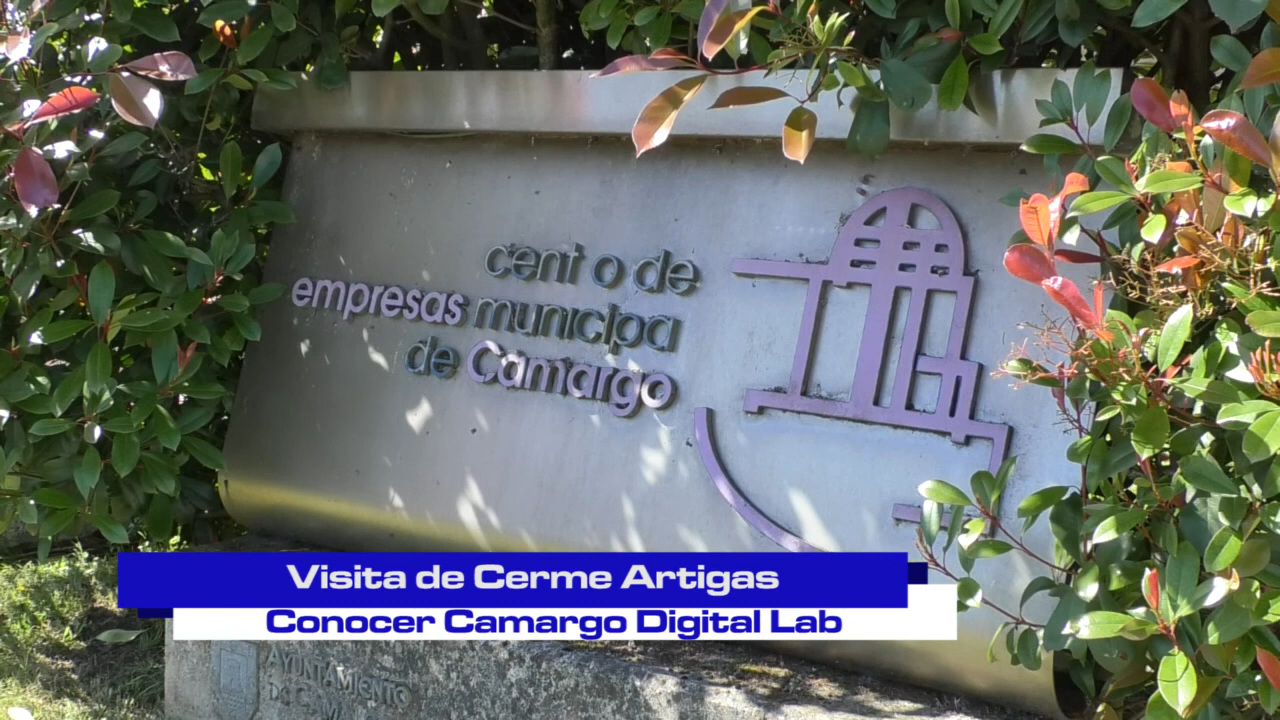 cent o de
empresas municipa
de Camargo
Visita de Cerme Artigas
Conocer Camargo Digital Lab
AYUNTAMIENTO